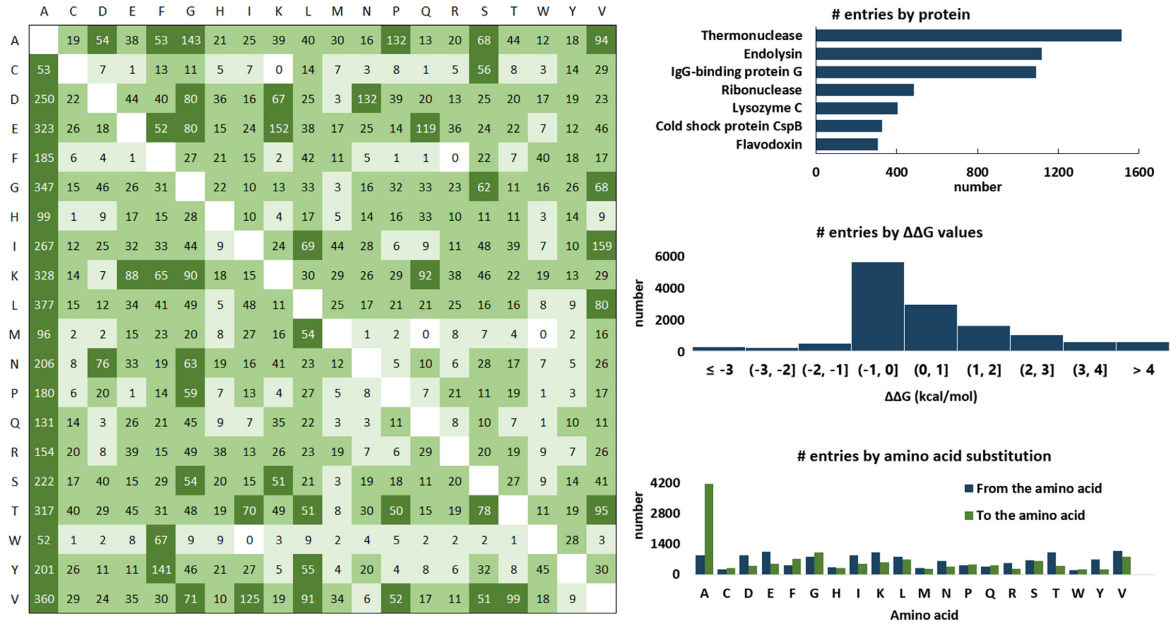 A C D E F G H I K L M N P Q R S T W Y V
A 19 54 38 53 143 21 25 39 40 30 16 132 13 20 68 44 12 18 94
C 53 7 1 13 11 5 7 0 14 7 3 8 1 5 56 8 3 14 29
D 250 22 44 40 80 36 16 67 16 3 132 39 20 13 25 20 17 19 23
E 323 26 18 52 80 15 24 152 38 17 25 14 119 36 24 22 7 12 46
F 185 6 4 1 27 21 15 2 42 11 5 1 1 0 22 7 40 18 17
G 347 15 46 26 31 22 10 13 33 3 16 32 33 23 62 11 16 26 68
H 99 1 9 17 15 28 10 4 17 5 14 16 33 10 11 11 3 14 9
I 267 12 25 32 33 44 9 24 69 44 28 6 9 11 48 39 7 10 159
K 328 14 7 88 65 90 18 15 30 29 26 29 92 38 46 22 19 13 29
L 377 15 12 34 41 49 5 48 11 25 17 21 21 25 16 16 8 9 80
M 96 2 2 15 23 20 8 27 16 54 1 2 0 8 7 4 0 2 16
N 206 8 76 33 19 63 19 16 41 23 12 5 10 6 28 17 7 5 26
P 180 6 20 1 14 59 7 13 4 27 5 8 7 21 11 19 1 3 17
Q 131 14 3 26 21 45 9 7 35 22 3 3 11 8 10 7 1 10 11
R 154 20 8 39 15 49 38 13 26 23 19 7 6 29 20 19 9 7 26
S 222 17 40 15 29 54 20 15 51 21 3 19 18 11 20 27 9 14 41
T 317 40 29 45 31 48 19 70 49 51 8 30 50 15 19 78 11 19 95
W 52 1 2 8 67 9 9 0 3 9 2 4 5 2 2 2 1 28 3
Y 201 26 11 11 141 46 21 27 5 55 4 20 4 8 6 32 8 45 30
V 360 29 24 35 30 71 10 125 19 91 34 6 52 17 11 51 99 18 9
# entries by protein
Thermonuclease
Endolysin
IgG-binding protein G
Ribonuclease
Lysozyme C
Cold shock protein CspB
Flavodoxin
0 400 800 1200 1600
number
# entries by ΔΔG values
number
6000
4000
2000
0
≤ -3 (-3, -2] (-2, -1] (-1, 0] (0, 1] (1, 2] (2, 3] (3, 4] > 4
ΔΔG (kcal/mol)
# entries by amino acid substitution
number
4200
2800
1400
0
From the amino acid
To the amino acid
A C D E F G H I K L M N P Q R S T W Y V
Amino acid